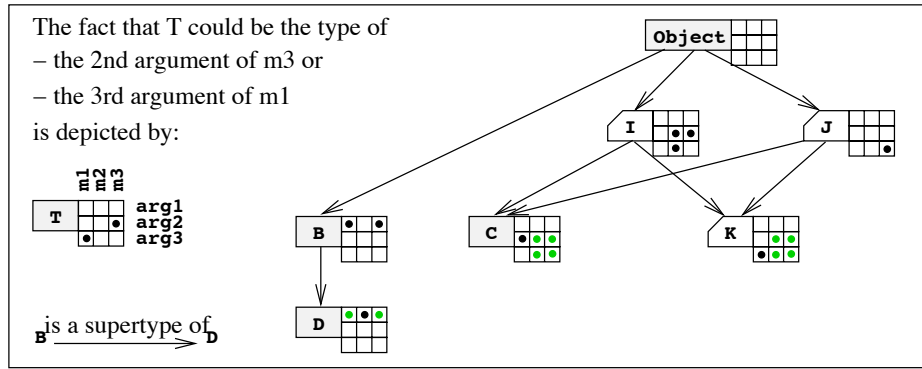 The fact that T could be the type of
– the 2nd argument of m3 or
– the 3rd argument of m1
is depicted by:
m1
m2
m3
T
arg1
arg2
arg3
B is a supertype of D
Object
I
J
B
C
K
D